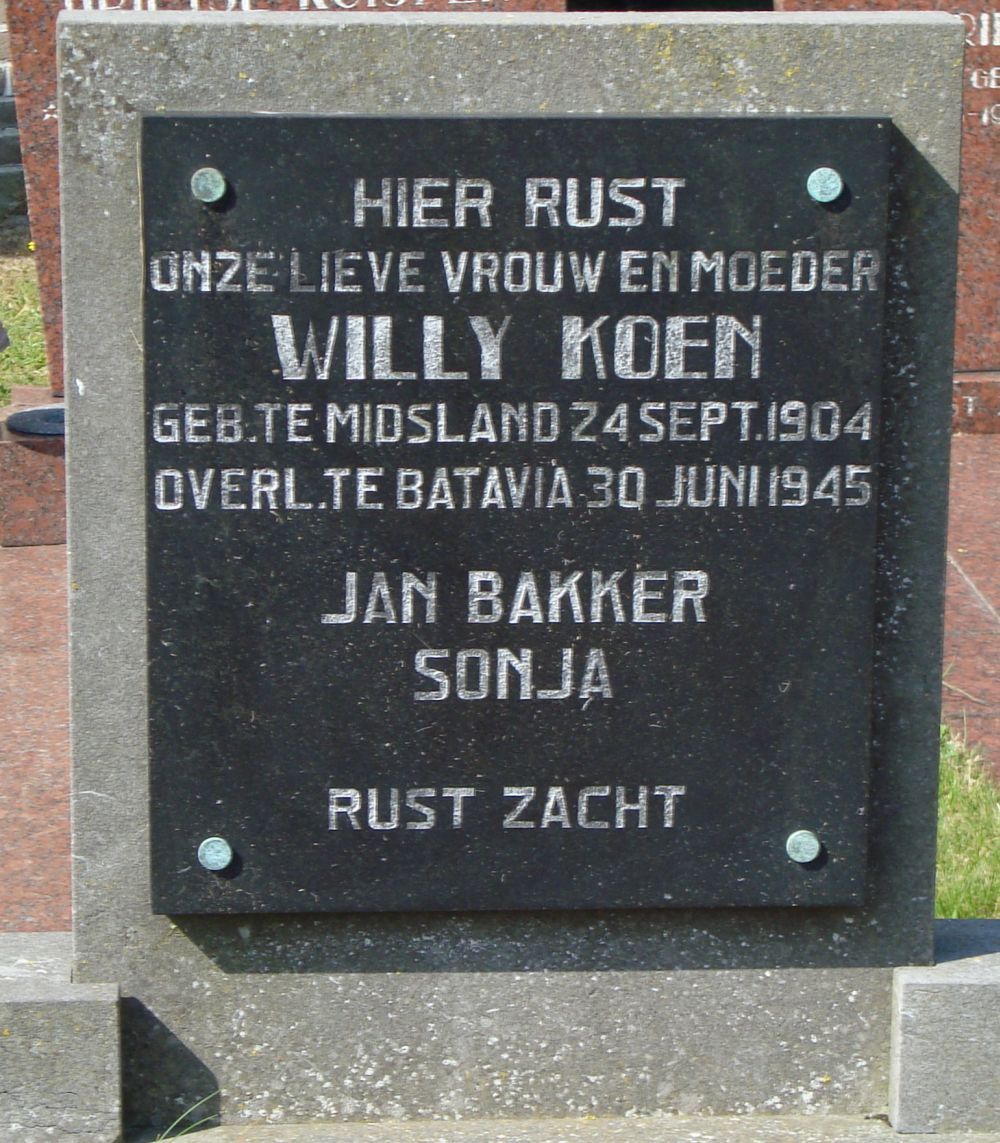 HIER RUST
ONZE LIEVE VROUW EN MOEDER
WILLY KOEN
GEB. TE MIDSLAND 24 SEPT. 1904
OVERL. TE BATAVIA 30 JUNI 1945
JAN BAKKER
SONJA
RUST ZACHT